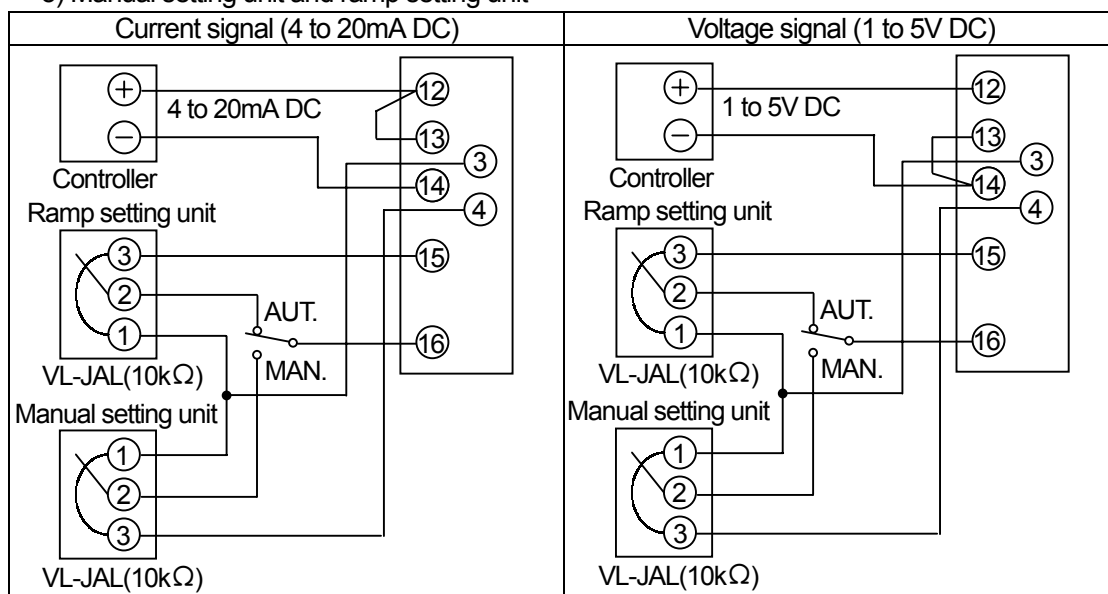 Current signal (4 to 20mA DC)
+
4 to 20mA DC
−
Controller
12
13
3
14
4
15
16
Ramp setting unit
3
2
1
AUT.
MAN.
VL-JAL(10kΩ)
Manual setting unit
1
2
3
VL-JAL(10kΩ)
Voltage signal (1 to 5V DC)
+
1 to 5V DC
−
Controller
12
13
3
14
4
15
16
Ramp setting unit
3
2
1
AUT.
MAN.
VL-JAL(10kΩ)
Manual setting unit
1
2
3
VL-JAL(10kΩ)